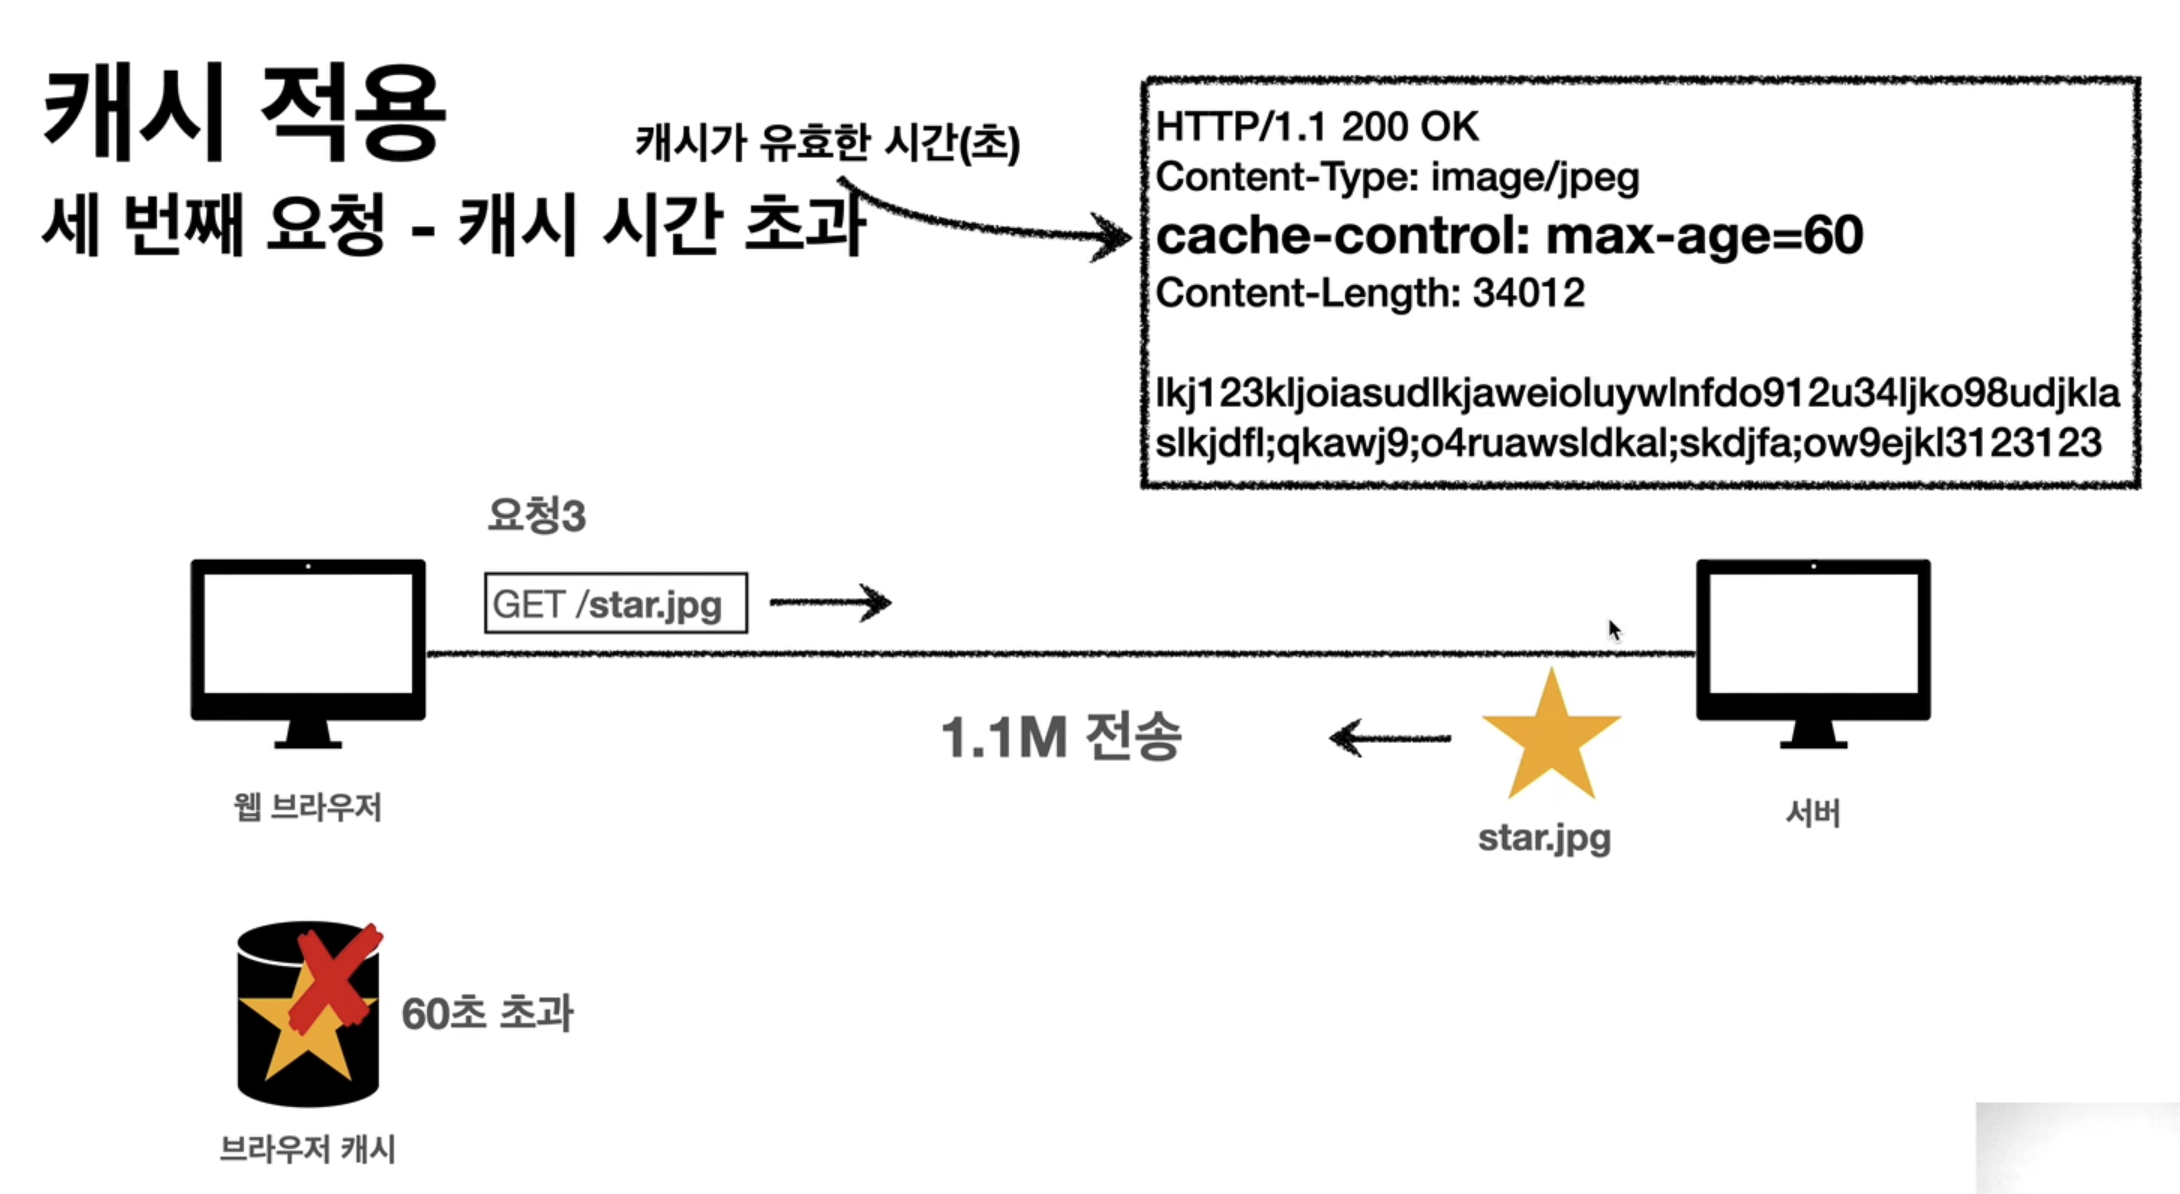 캐시 적용
캐시가 유효한 시간(초)
세 번째 요청 - 캐시 시간 초과
HTTP/1.1 200 OK
Content-Type: image/jpeg
cache-control: max-age=60
Content-Length: 34012
lkj123kljoiasudlkjaweioluywlnfdo912u34ljko98udjkla
slkjdfl;qkawj9;o4ruawsldkal;skdjfa;ow9ejkl3123123
요청3
GET /star.jpg
1.1M 전송
웹 브라우저
star.jpg
서버
60초 초과
브라우저 캐시